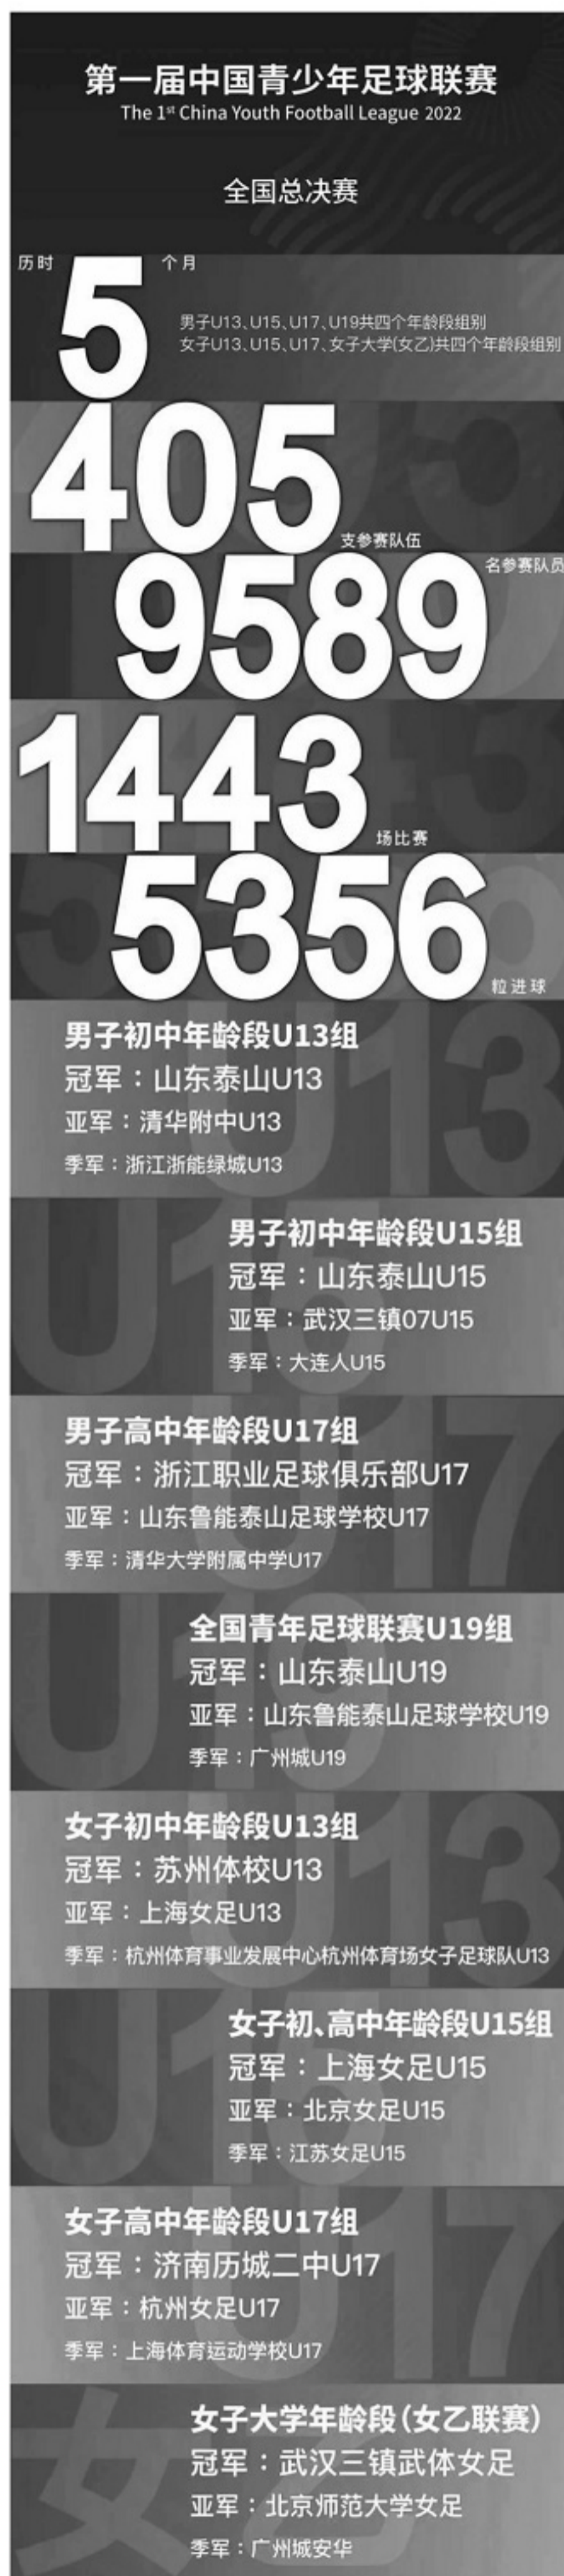 第一届中国青少年足球联赛
The 1st China Youth Football League 2022
全国总决赛
历时 5 个月
男子U13、U15、U17、U19共四个年龄段组别
女子U13、U15、U17、女子大学(女乙)共四个年龄段组别
405 支参赛队伍
9589 名参赛队员
1443 场比赛
5356 粒进球
男子初中年龄段U13组
冠军：山东泰山U13
亚军：清华附中U13
季军：浙江浙能绿城U13
男子初中年龄段U15组
冠军：山东泰山U15
亚军：武汉三镇07U15
季军：大连人U15
男子高中年龄段U17组
冠军：浙江职业足球俱乐部U17
亚军：山东鲁能泰山足球学校U17
季军：清华大学附属中学U17
全国青年足球联赛U19组
冠军：山东泰山U19
亚军：山东鲁能泰山足球学校U19
季军：广州城U19
女子初中年龄段U13组
冠军：苏州体校U13
亚军：上海女足U13
季军：杭州体育事业发展中心杭州体育场女子足球队U13
女子初、高中年龄段U15组
冠军：上海女足U15
亚军：北京女足U15
季军：江苏女足U15
女子高中年龄段U17组
冠军：济南历城二中U17
亚军：杭州女足U17
季军：上海体育运动学校U17
女子大学年龄段（女乙联赛）
冠军：武汉三镇武体女足
亚军：北京师范大学女足
季军：广州城安华